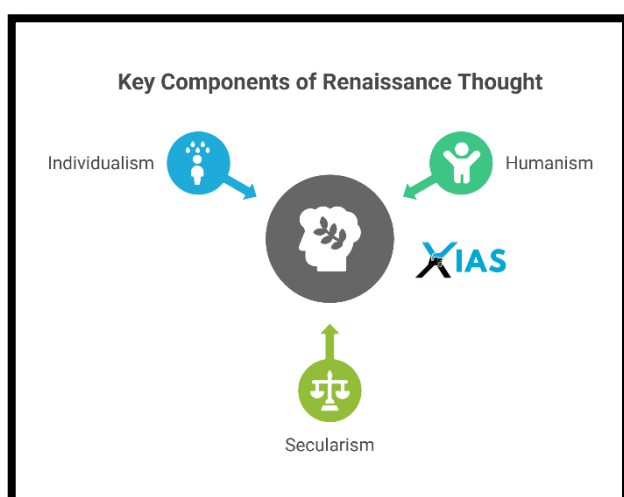 Key Components of Renaissance Thought
Individualism
Humanism
XIAS
Secularism